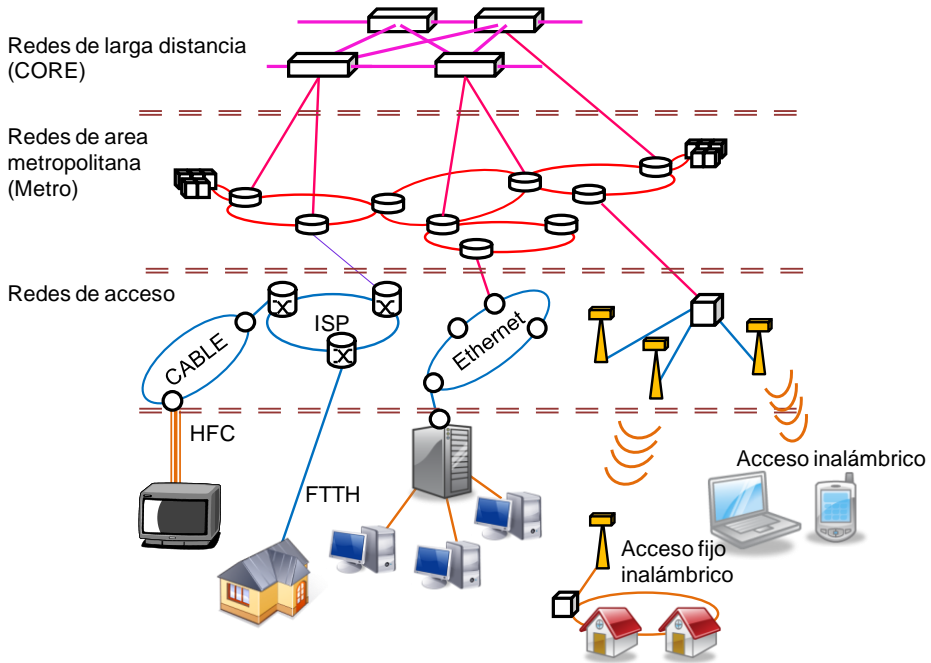 Redes de larga distancia
(CORE)
Redes de area
metropolitana
(Metro)
Redes de acceso
ISP
CABLE
Ethernet
HFC
FTTH
Acceso inalámbrico
Acceso fijo
inalámbrico